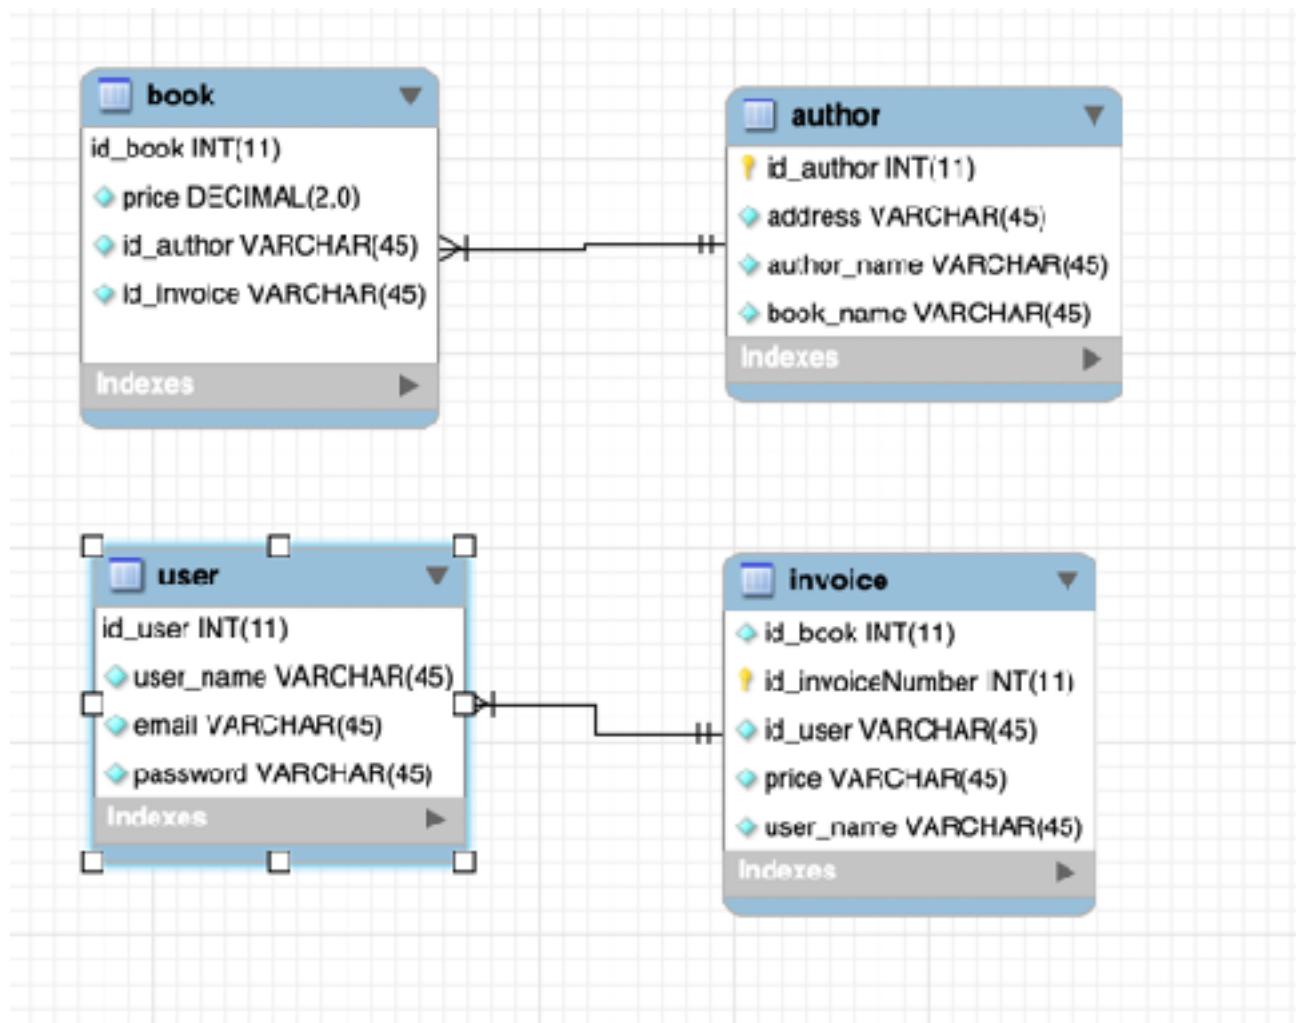 book
id_book INT(11)
price DECIMAL(2,0)
id_author VARCHAR(45)
id_invoice VARCHAR(45)
Indexes
author
id_author INT(11)
address VARCHAR(45)
author_name VARCHAR(45)
book_name VARCHAR(45)
Indexes
user
id_user INT(11)
user_name VARCHAR(45)
email VARCHAR(45)
password VARCHAR(45)
Indexes
invoice
id_book INT(11)
id_invoiceNumber INT(11)
id_user VARCHAR(45)
price VARCHAR(45)
user_name VARCHAR(45)
Indexes